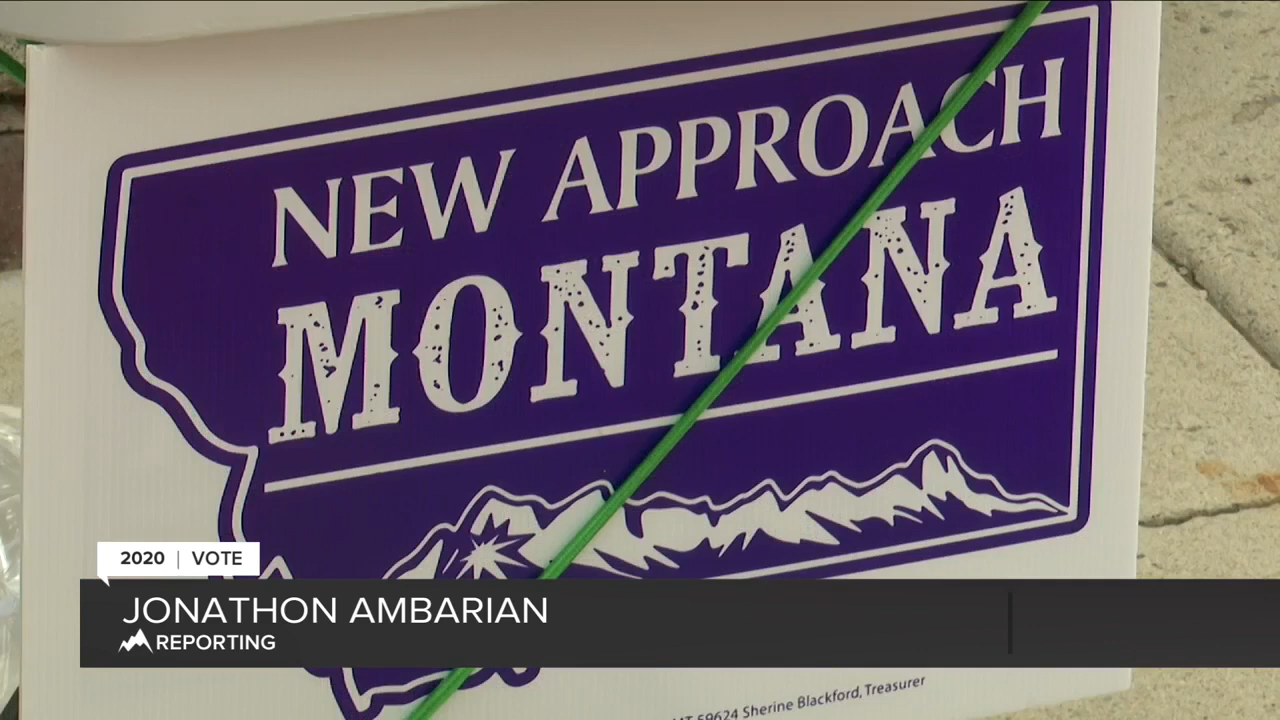 NEW APPROACH
MONTANA
2020 | VOTE
JONATHON AMBARIAN
REPORTING
MT 59624 Sherine Blackford, Treasurer